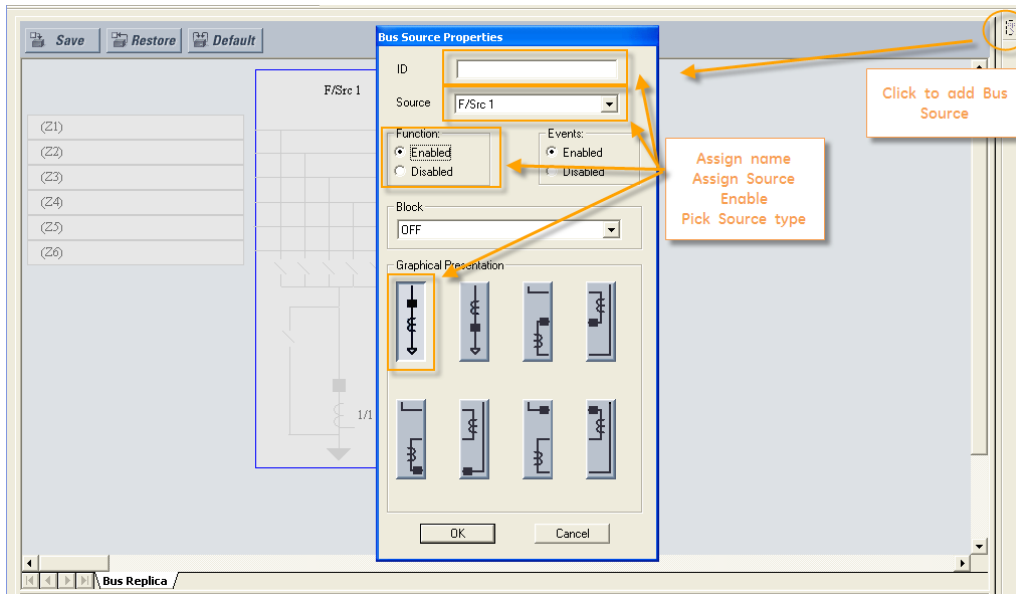 Save
Restore
Default
Bus Source Properties
ID
Source
F/Src 1
Function:
Enabled
Disabled
Events:
Enabled
Disabled
Block
OFF
Graphical Presentation
OK
Cancel
F/Src 1
(Z1)
(Z2)
(Z3)
(Z4)
(Z5)
(Z6)
1/1
Click to add Bus
Source
Assign name
Assign Source
Enable
Pick Source type
Bus Replica